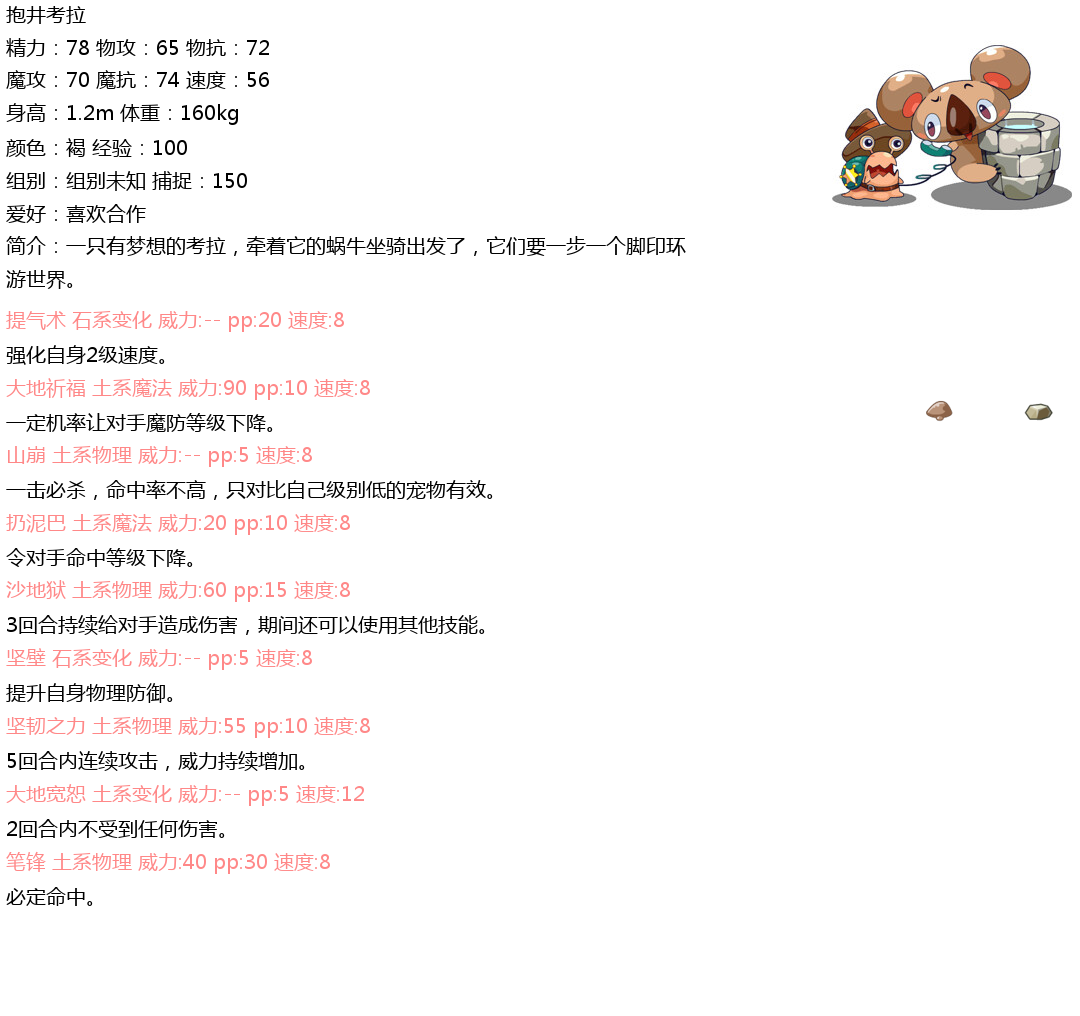 抱井考拉
精力：78 物攻：65 物抗：72
魔攻：70 魔抗：74 速度：56
身高：1.2m 体重：160kg
颜色：褐 经验：100
组别：组别未知 捕捉：150
爱好：喜欢合作
简介：一只有梦想的考拉，牵着它的蜗牛坐骑出发了，它们要一步一个脚印环
游世界。
提气术 石系变化 威力:-- pp:20 速度:8
强化自身2级速度。
大地祈福 土系魔法 威力:90 pp:10 速度:8
一定机率让对手魔防等级下降。
山崩 土系物理 威力:-- pp:5 速度:8
一击必杀，命中率不高，只对比自己级别低的宠物有效。
扔泥巴 土系魔法 威力:20 pp:10 速度:8
令对手命中等级下降。
沙地狱 土系物理 威力:60 pp:15 速度:8
3回合持续给对手造成伤害，期间还可以使用其他技能。
坚壁 石系变化 威力:-- pp:5 速度:8
提升自身物理防御。
坚韧之力 土系物理 威力:55 pp:10 速度:8
5回合内连续攻击，威力持续增加。
大地宽恕 土系变化 威力:-- pp:5 速度:12
2回合内不受到任何伤害。
笔锋 土系物理 威力:40 pp:30 速度:8
必定命中。